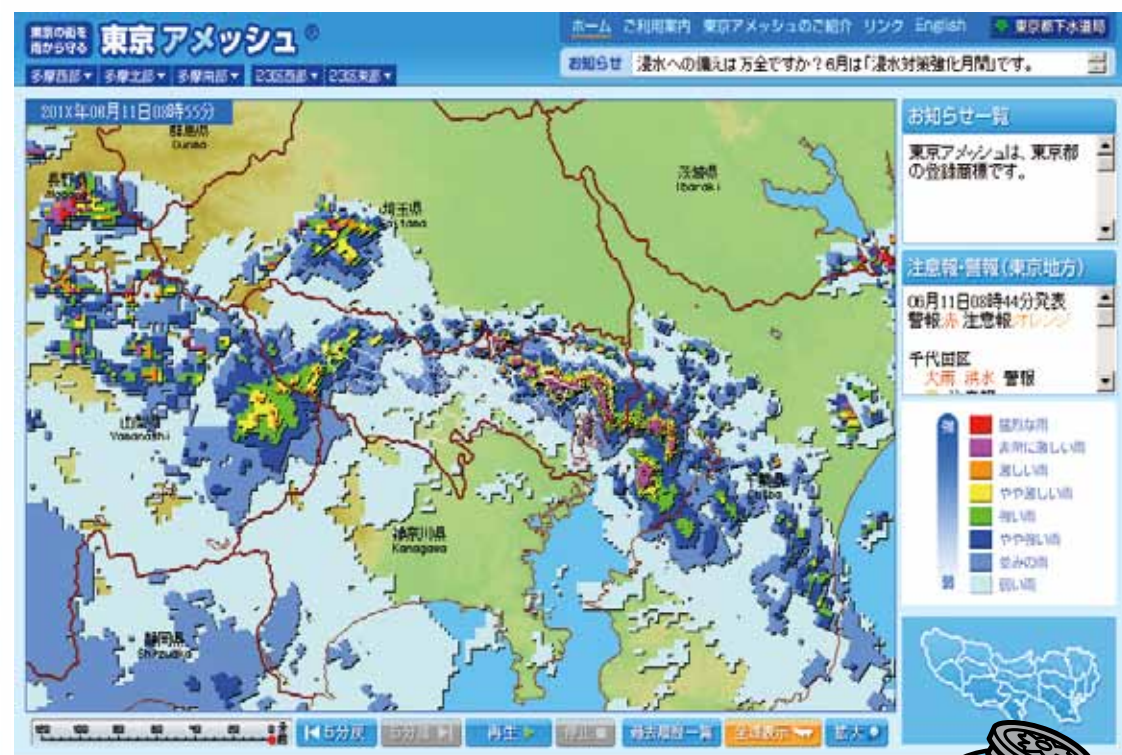 東京の街を
雨から守る
東京アメッシュ®
ホーム ご利用案内 東京アメッシュのご紹介 リンク English 東京都下水道局
お知らせ 浸水への備えは万全ですか?6月は「浸水対策強化月間」です。
多摩西部▼ 多摩北部▼ 多摩南部▼ 23区西部▼ 23区東部▼
201X年06月11日08時55分
群馬県
Gunma
長野県
茨城県
Ibaraki
埼玉県
Saitama
山梨県
Yamanashi
千葉県
Chiba
神奈川県
Kanagawa
静岡県
Shizuoka
お知らせ一覧
東京アメッシュは、東京都
の登録商標です。
注意報・警報(東京地方)
06月11日08時44分発表
警報:赤 注意報:オレンジ
千代田区
大雨 洪水 警報
強
猛烈な雨
非常に激しい雨
激しい雨
やや激しい雨
強い雨
やや強い雨
並みの雨
弱い雨
弱
5分戻 5分進 再生 停止 過去履歴一覧 全域表示 拡大